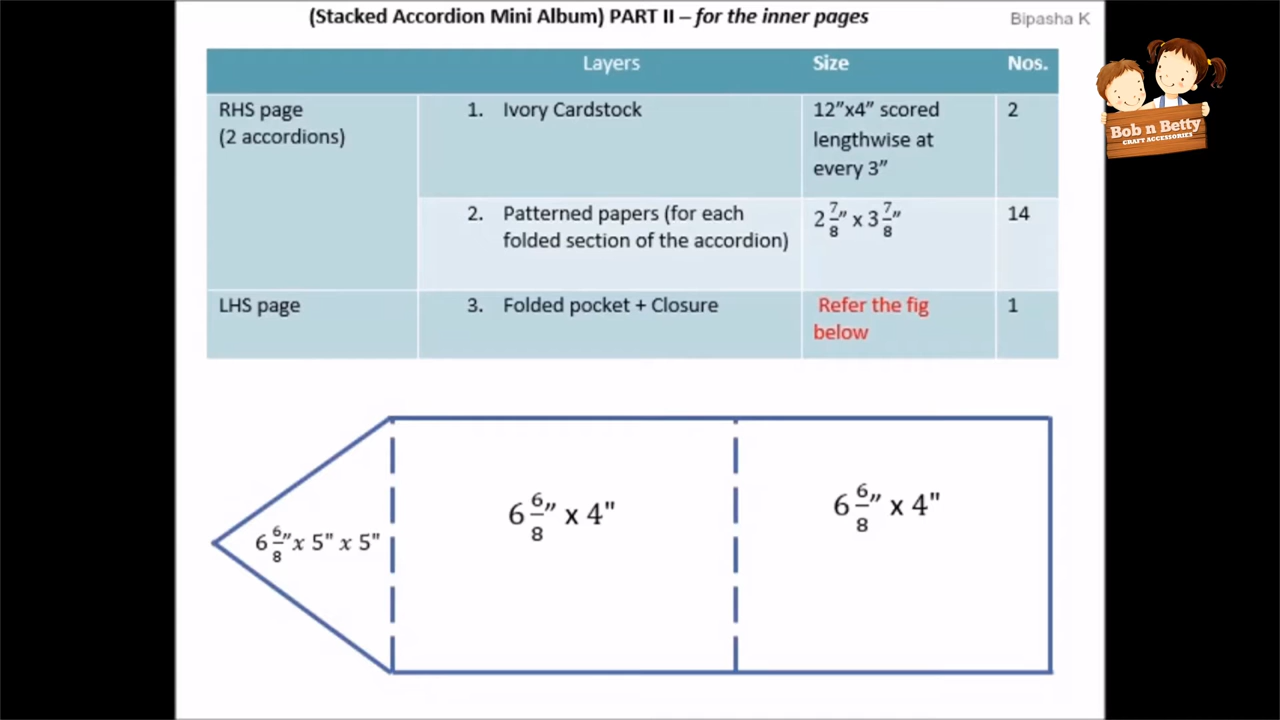 (Stacked Accordion Mini Album) PART II – for the inner pages
Bipasha K
Layers Size Nos.
RHS page
(2 accordions)
1. Ivory Cardstock
12”x4” scored
lengthwise at
every 3”
2
2. Patterned papers (for each
folded section of the accordion)
2 7/8” x 3 7/8”
14
LHS page
3. Folded pocket + Closure
Refer the fig
below
1
6 6/8” x 5" x 5"
6 6/8” x 4"
6 6/8” x 4"
Bob n Betty
CRAFT ACCESSORIES